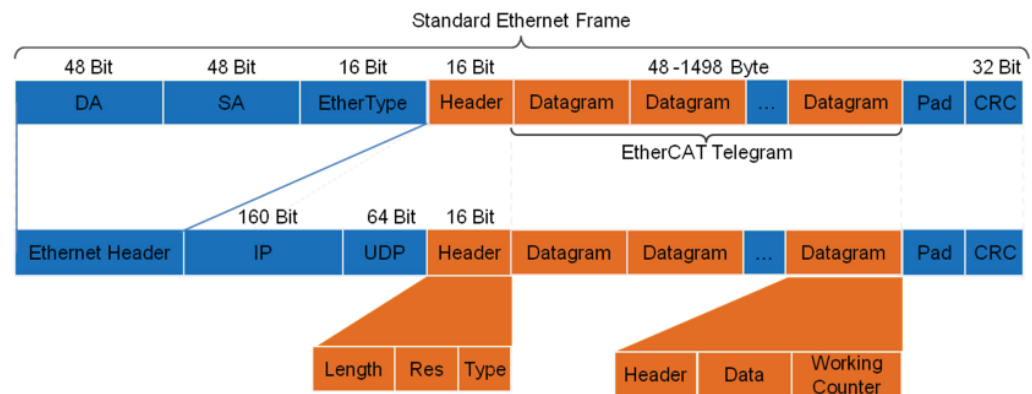 Standard Ethernet Frame
48 Bit 48 Bit 16 Bit 16 Bit 48 -1498 Byte 32 Bit
DA SA EtherType Header Datagram Datagram ... Datagram Pad CRC
EtherCAT Telegram
160 Bit 64 Bit 16 Bit
Ethernet Header IP UDP Header Datagram Datagram ... Datagram Pad CRC
Length Res Type
Header Data Working
Counter